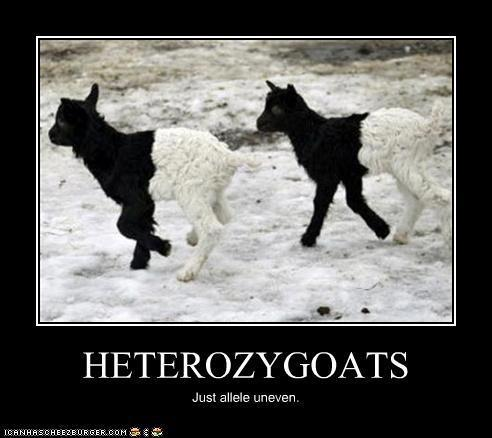 HETEROZYGOATS
Just allele uneven.
ICANHASCHEEZBURGER.COM